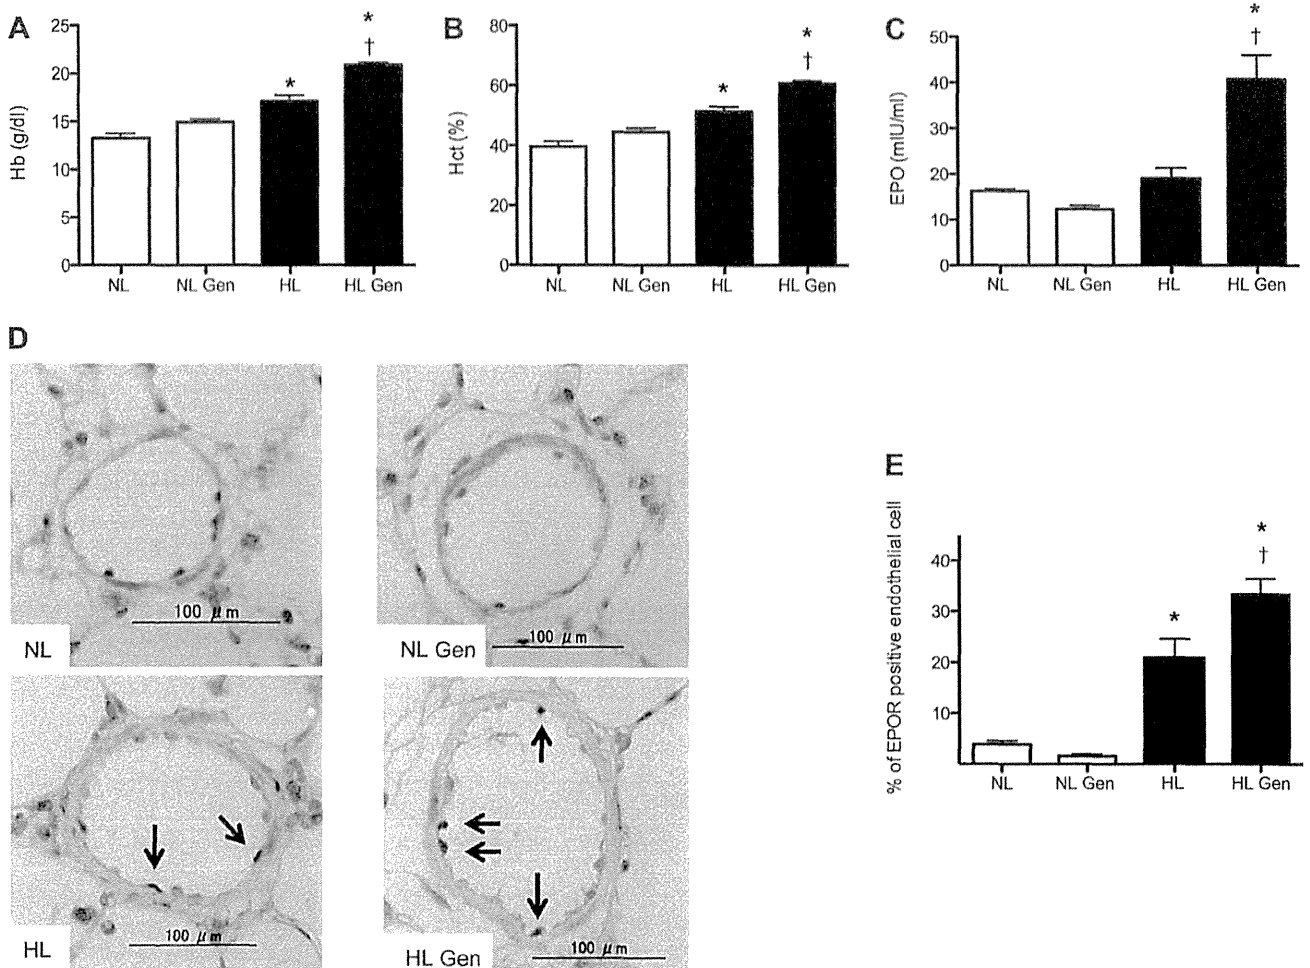 A
Hb (g/dl)
25
20
15
10
5
0
*
*
†
NL
NL Gen
HL
HL Gen
B
Hct (%)
80
60
40
20
0
*
*
†
NL
NL Gen
HL
HL Gen
C
EPO (mIU/ml)
50
40
30
20
10
0
*
†
NL
NL Gen
HL
HL Gen
D
100 μm
NL
100 μm
NL Gen
100 μm
HL
100 μm
HL Gen
E
% of EPOR positive endothelial cell
40
30
20
10
*
*
†
NL
NL Gen
HL
HL Gen